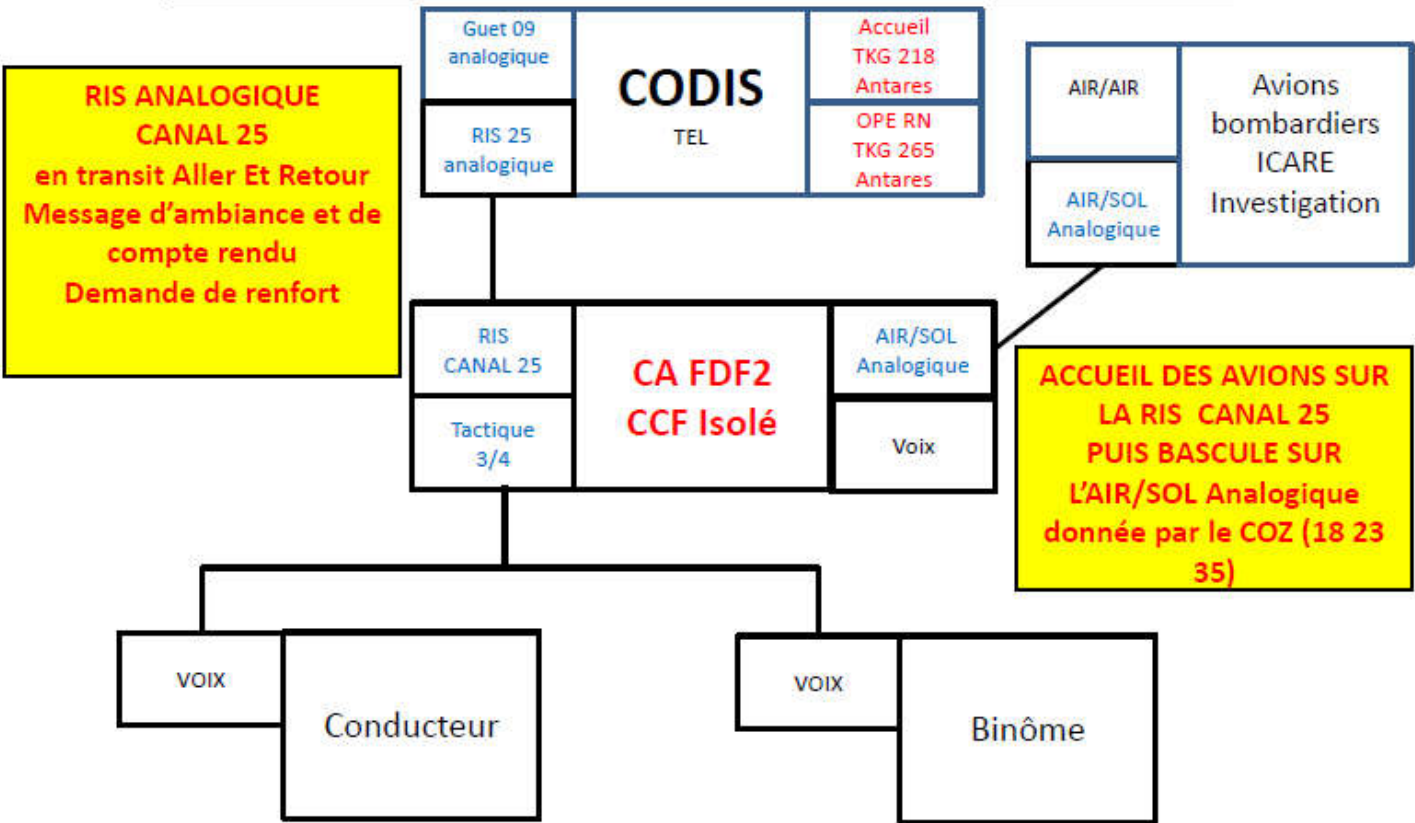 Guet 09
analogique
RIS 25
analogique
CODIS
TEL
Accueil
TKG 218
Antares
OPE RN
TKG 265
Antares
AIR/AIR
AIR/SOL
Analogique
Avions
bombardiers
ICARE
Investigation
RIS ANALOGIQUE
CANAL 25
en transit Aller Et Retour
Message d’ambiance et de
compte rendu
Demande de renfort
RIS
CANAL 25
Tactique
3/4
CA FDF2
CCF Isolé
AIR/SOL
Analogique
Voix
ACCUEIL DES AVIONS SUR
LA RIS CANAL 25
PUIS BASCULE SUR
L’AIR/SOL Analogique
donnée par le COZ (18 23
35)
VOIX
Conducteur
VOIX
Binôme